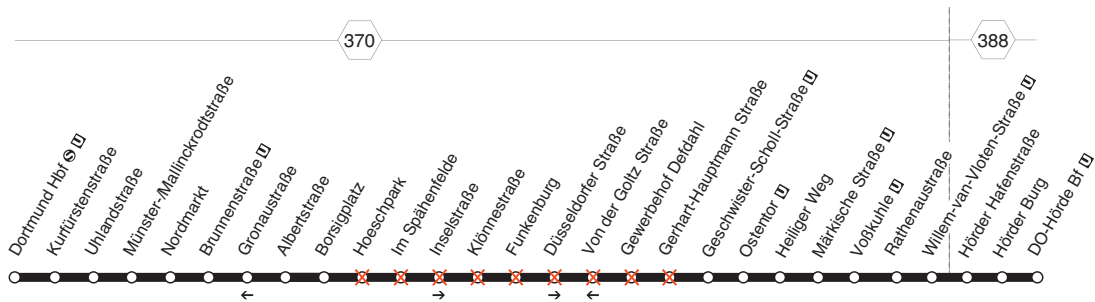 370
388
Dortmund Hbf S U
Kurfürstenstraße
Uhlandstraße
Münster-/Mallinckrodtstraße
Nordmarkt
Brunnenstraße U
Gronaustraße
Albertstraße
Borsigplatz
Hoeschpark
Im Spähenfelde
Inselstraße
Klönnestraße
Funkenburg
Düsseldorfer Straße
Von der Goltz Straße
Gewerbehof Defdahl
Gerhart-Hauptmann Straße
Geschwister-Scholl-Straße U
Ostentor U
Heiliger Weg
Märkische Straße U
Voßkuhle U
Rathenaustraße
Willem-van-Vloten-Straße U
Hörder Hafenstraße
Hörder Burg
DO-Hörde Bf U